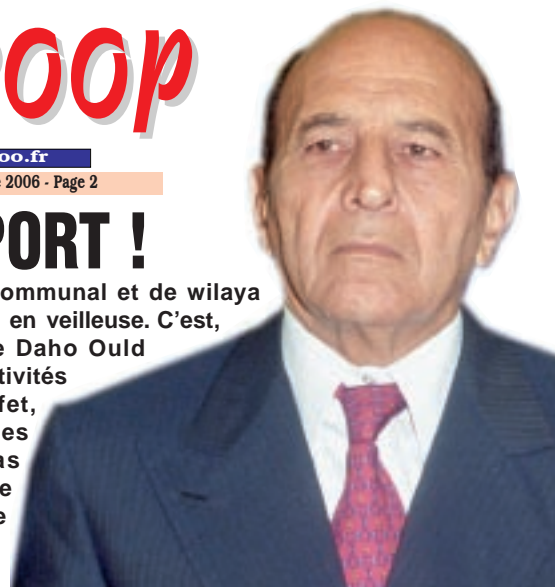 oop
oo.fr
2006 - Page 2
PORT !
ommunal et de wilaya
en veilleuse. C'est,
Daho Ould
tivités
fet,
es
as
e
e